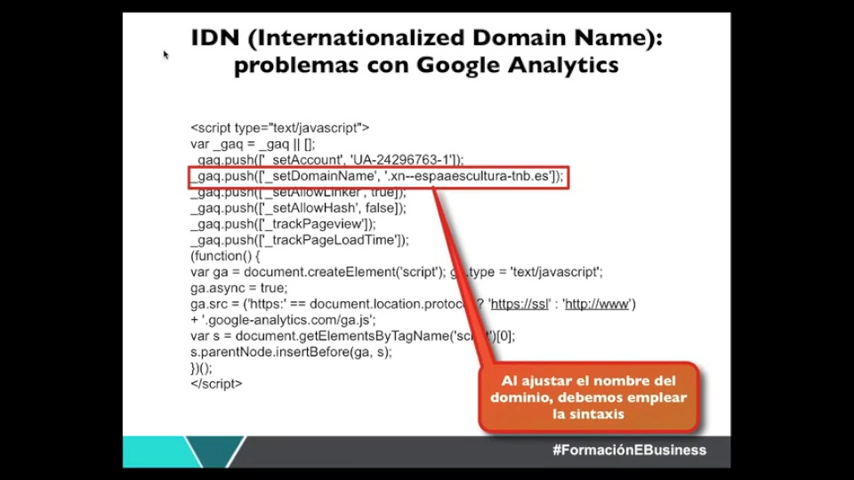 IDN (Internationalized Domain Name):
problemas con Google Analytics
<script type="text/javascript">
var _gaq = _gaq || [];
_gaq.push(['_setAccount', 'UA-24296763-1']);
_gaq.push(['_setDomainName', '.xn--espaaescultura-tnb.es']);
_gaq.push(['_setAllowLinker', true]);
_gaq.push(['_setAllowHash', false]);
_gaq.push(['_trackPageview']);
_gaq.push(['_trackPageLoadTime']);
(function() {
var ga = document.createElement('script'); ga.type = 'text/javascript';
ga.async = true;
ga.src = ('https:' == document.location.protocol ? 'https://ssl' : 'http://www')
+ '.google-analytics.com/ga.js';
var s = document.getElementsByTagName('script')[0];
s.parentNode.insertBefore(ga, s);
})();
</script>
Al ajustar el nombre del
dominio, debemos emplear
la sintaxis
#FormaciónEBusiness